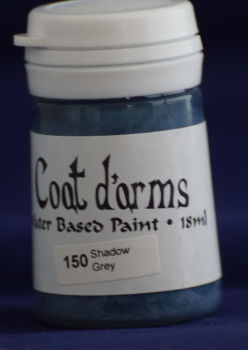 Coat d'arms
ater Based Paint • 18ml
150 Shadow
Grey